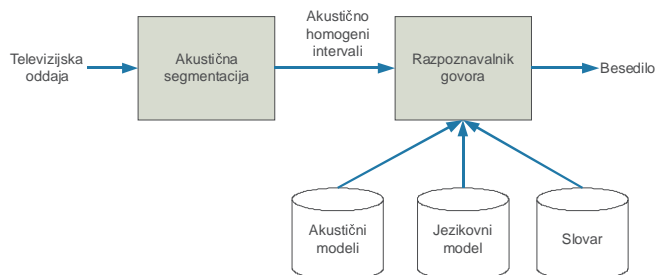 Televizijska
oddaja
Akustična
segmentacija
Akustično
homogeni
intervali
Razpoznavalnik
govora
Besedilo
Akustični
modeli
Jezikovni
model
Slovar